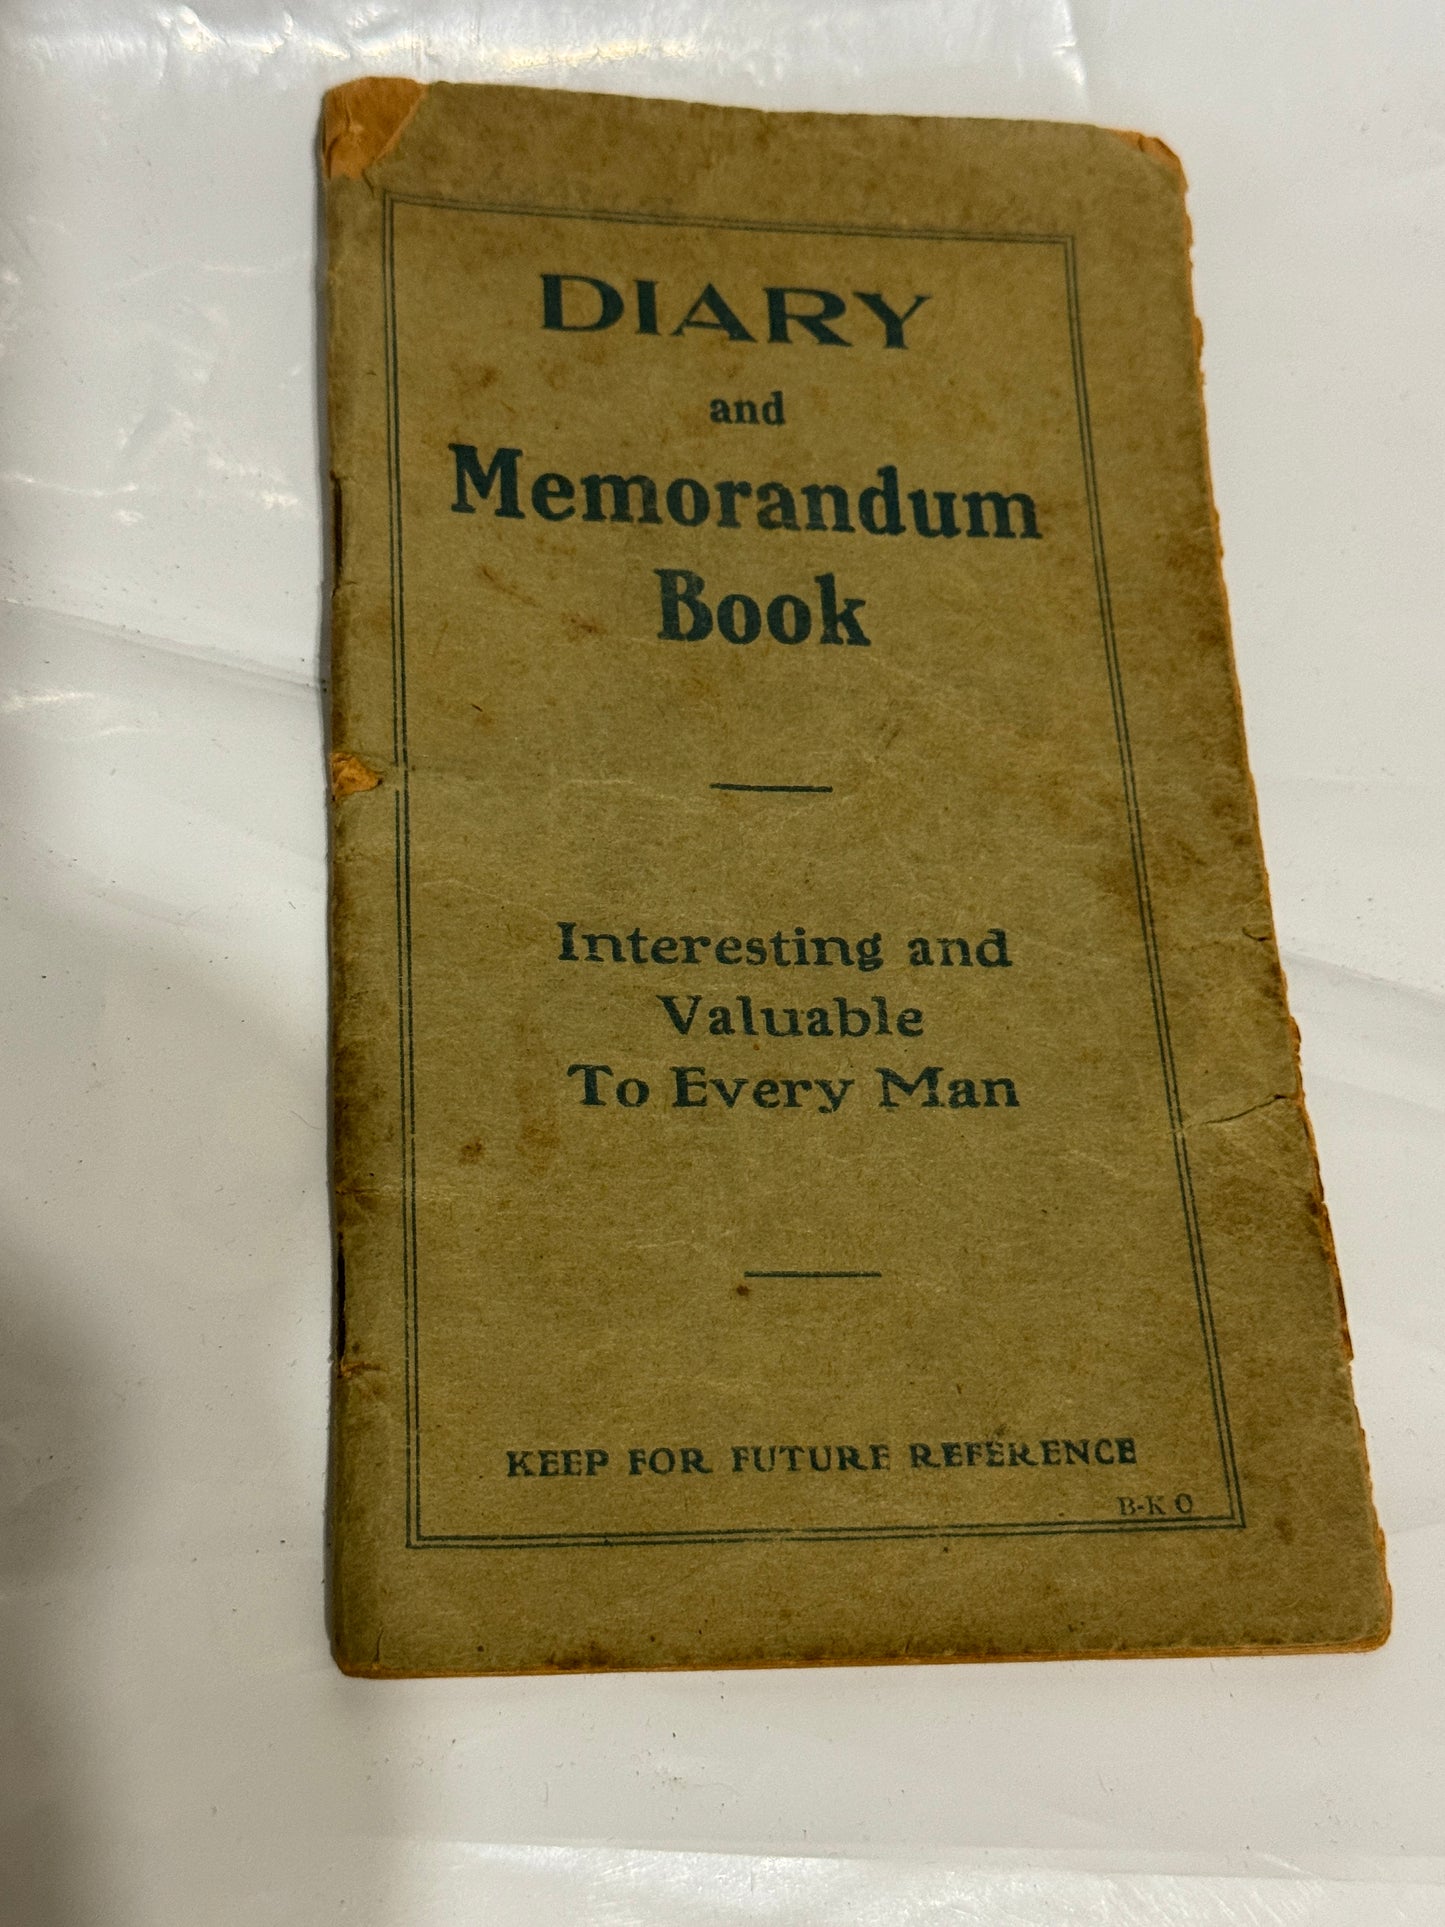 DIARY
and
Memorandum
Book
Interesting and
Valuable
To Every Man
KEEP FOR FUTURE REFERENCE
B-K O